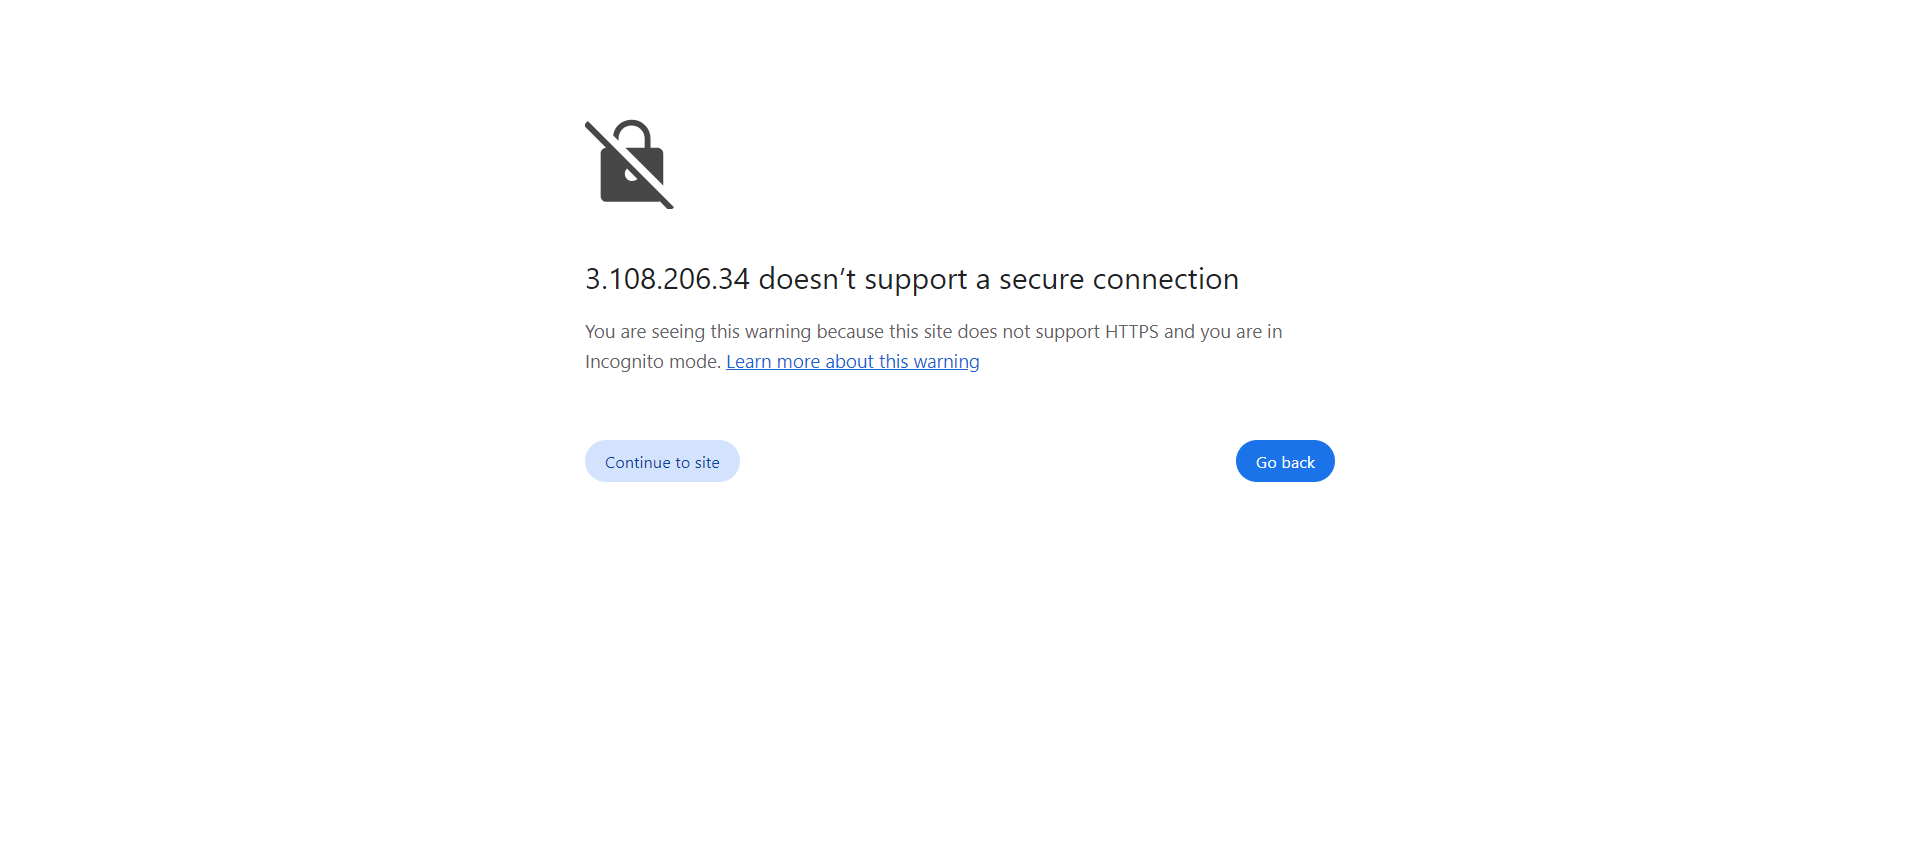 3.108.206.34 doesn’t support a secure connection
You are seeing this warning because this site does not support HTTPS and you are in
Incognito mode. Learn more about this warning
Continue to site
Go back